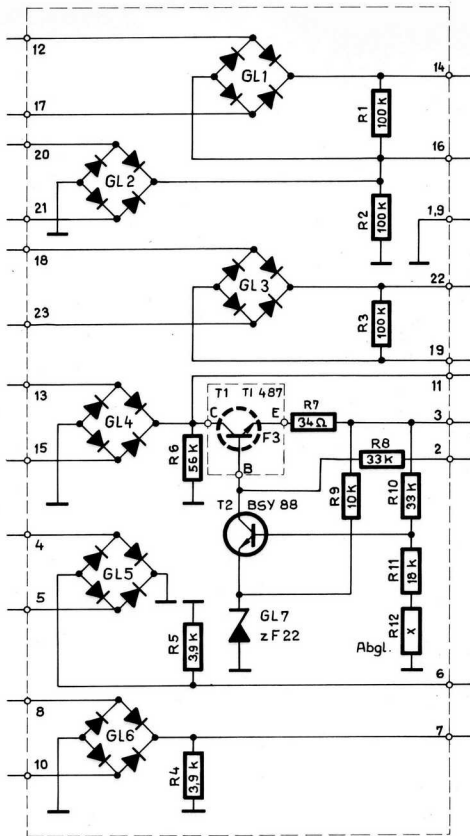 12
GL1
14
R1
100 K
17
16
20
GL2
R2
100 K
1,9
21
18
GL3
22
R3
100 K
23
19
11
13
T1 TI 487
C
E
R7
34Ω
3
GL4
F3
R8
33 K
2
15
R6
56 K
B
R9
10 K
R10
33 K
T2
BSY 88
4
GL5
R11
18 K
5
R5
3,9 K
GL7
zF22
R12
x
Abgl.
6
8
GL6
7
10
R4
3,9 K